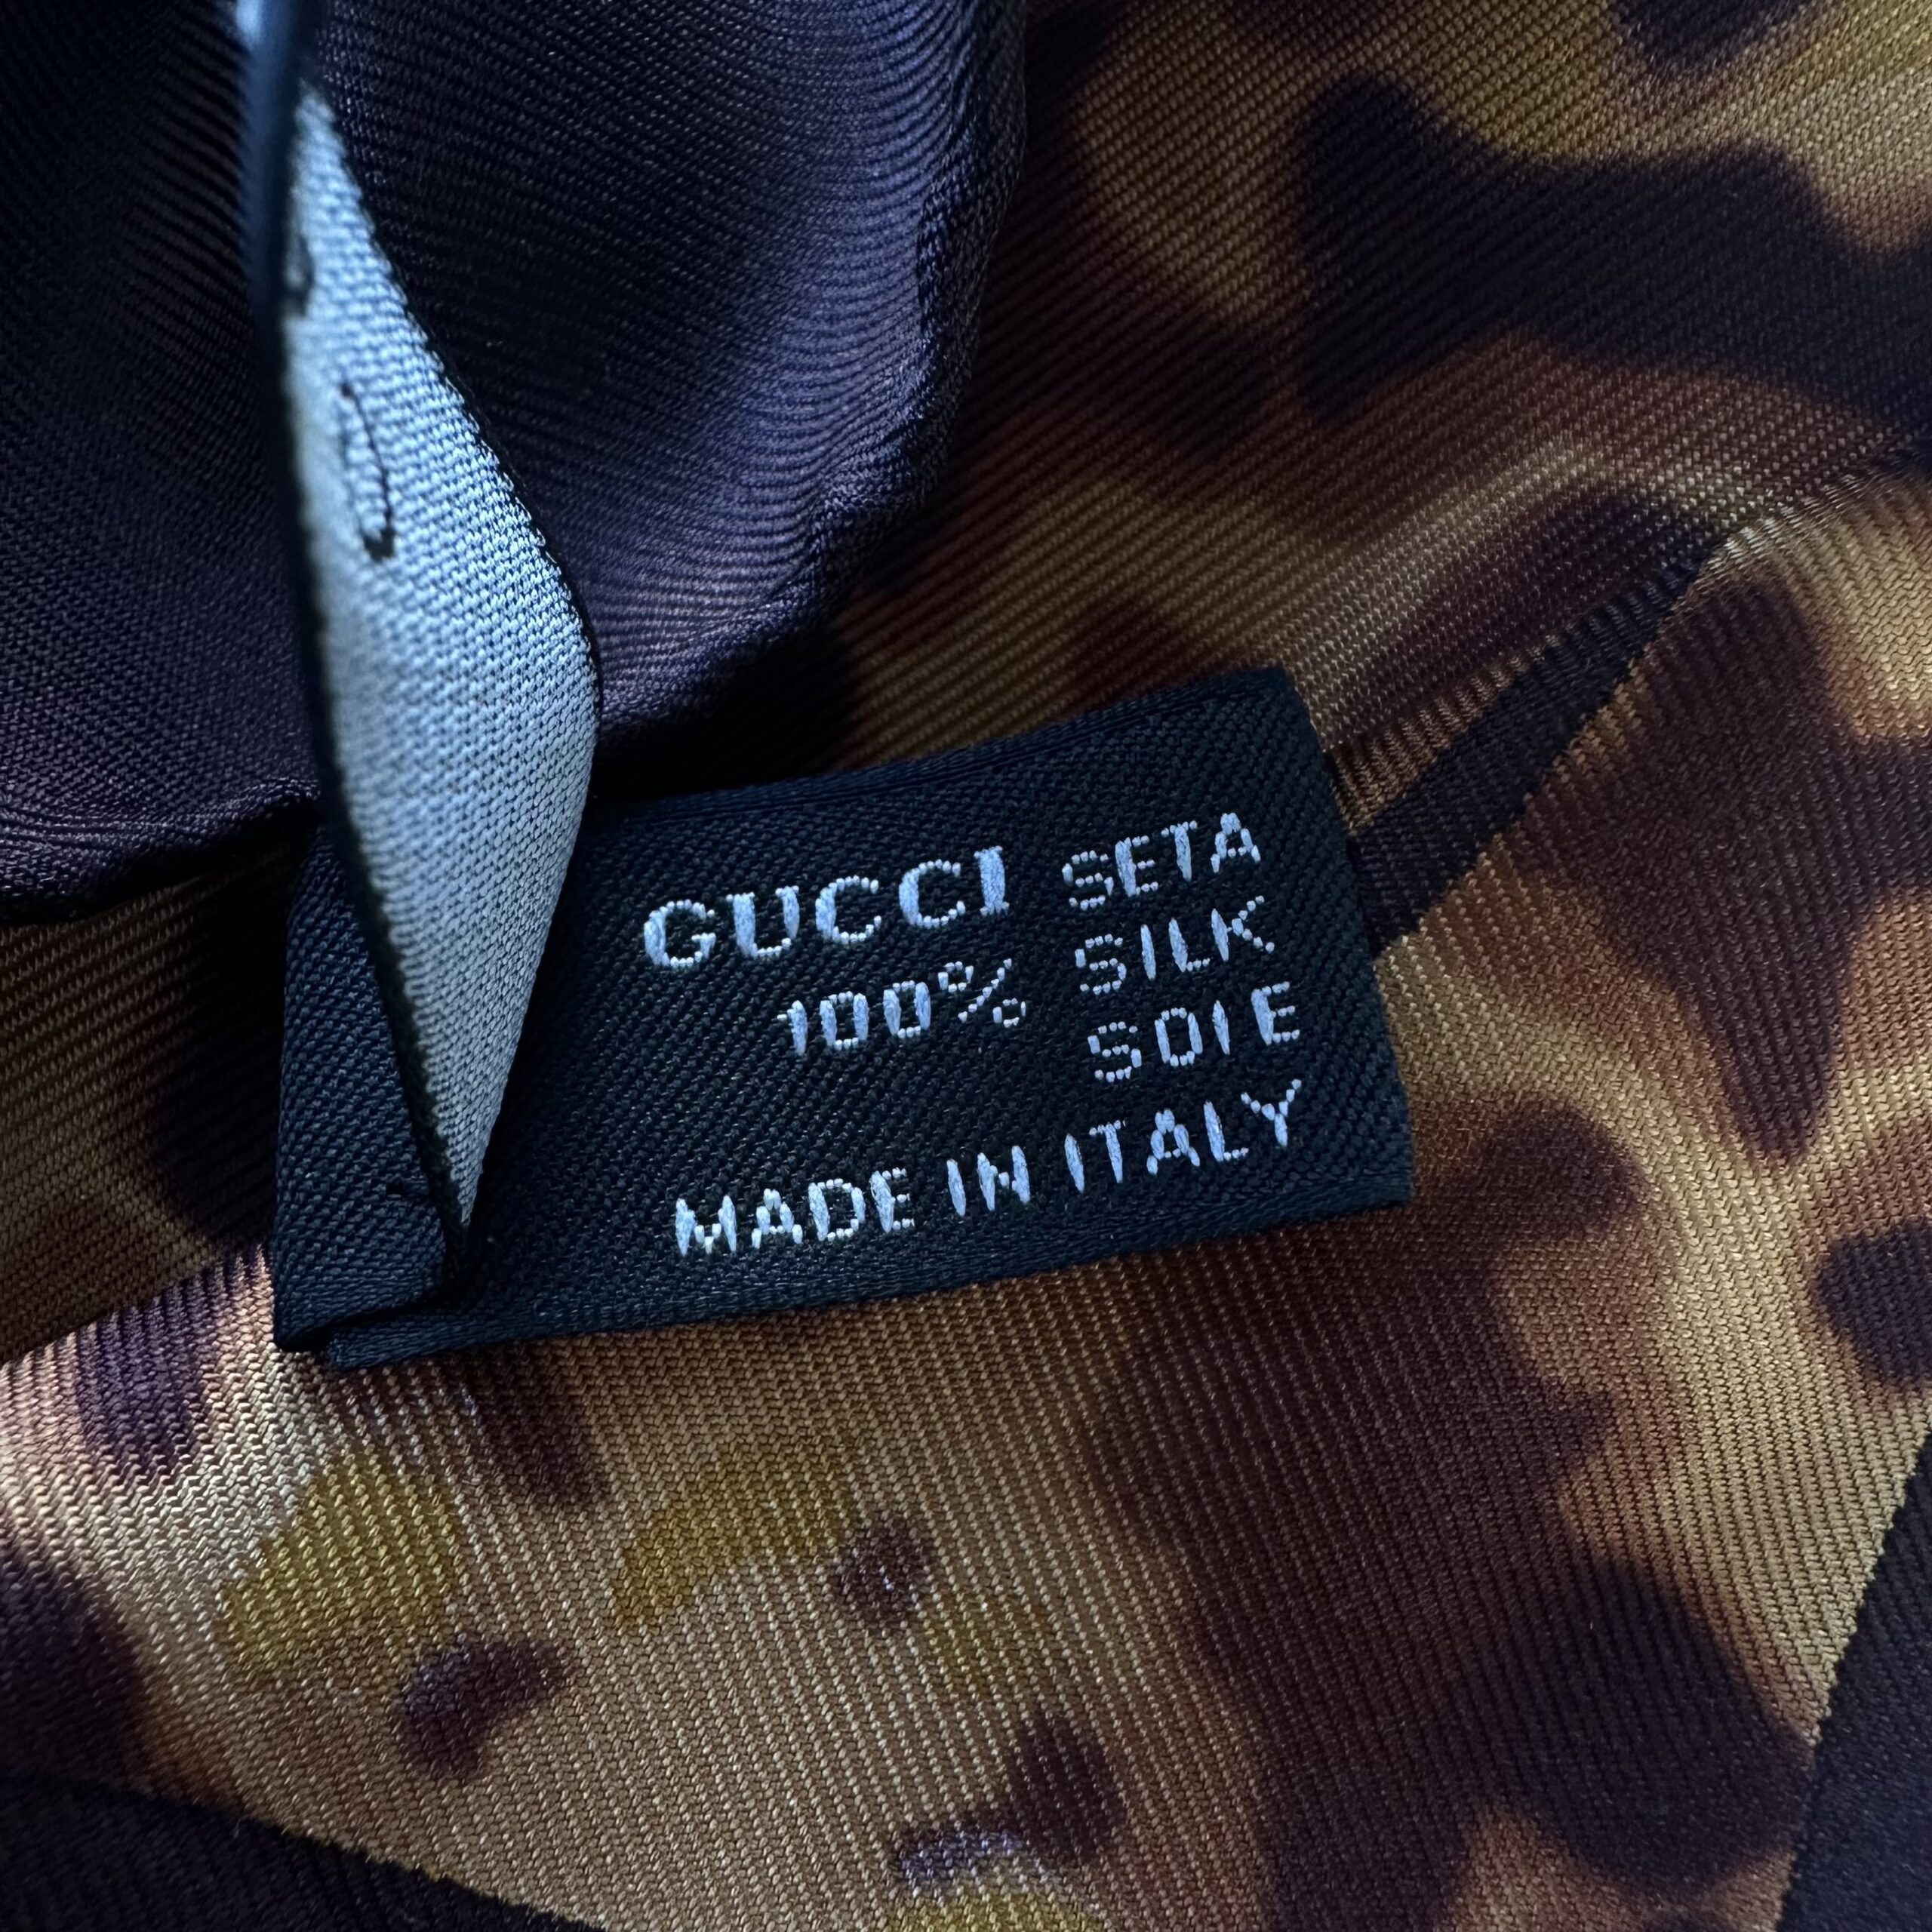 GUCCI SETA
100% SILK
SOIE
MADE IN ITALY